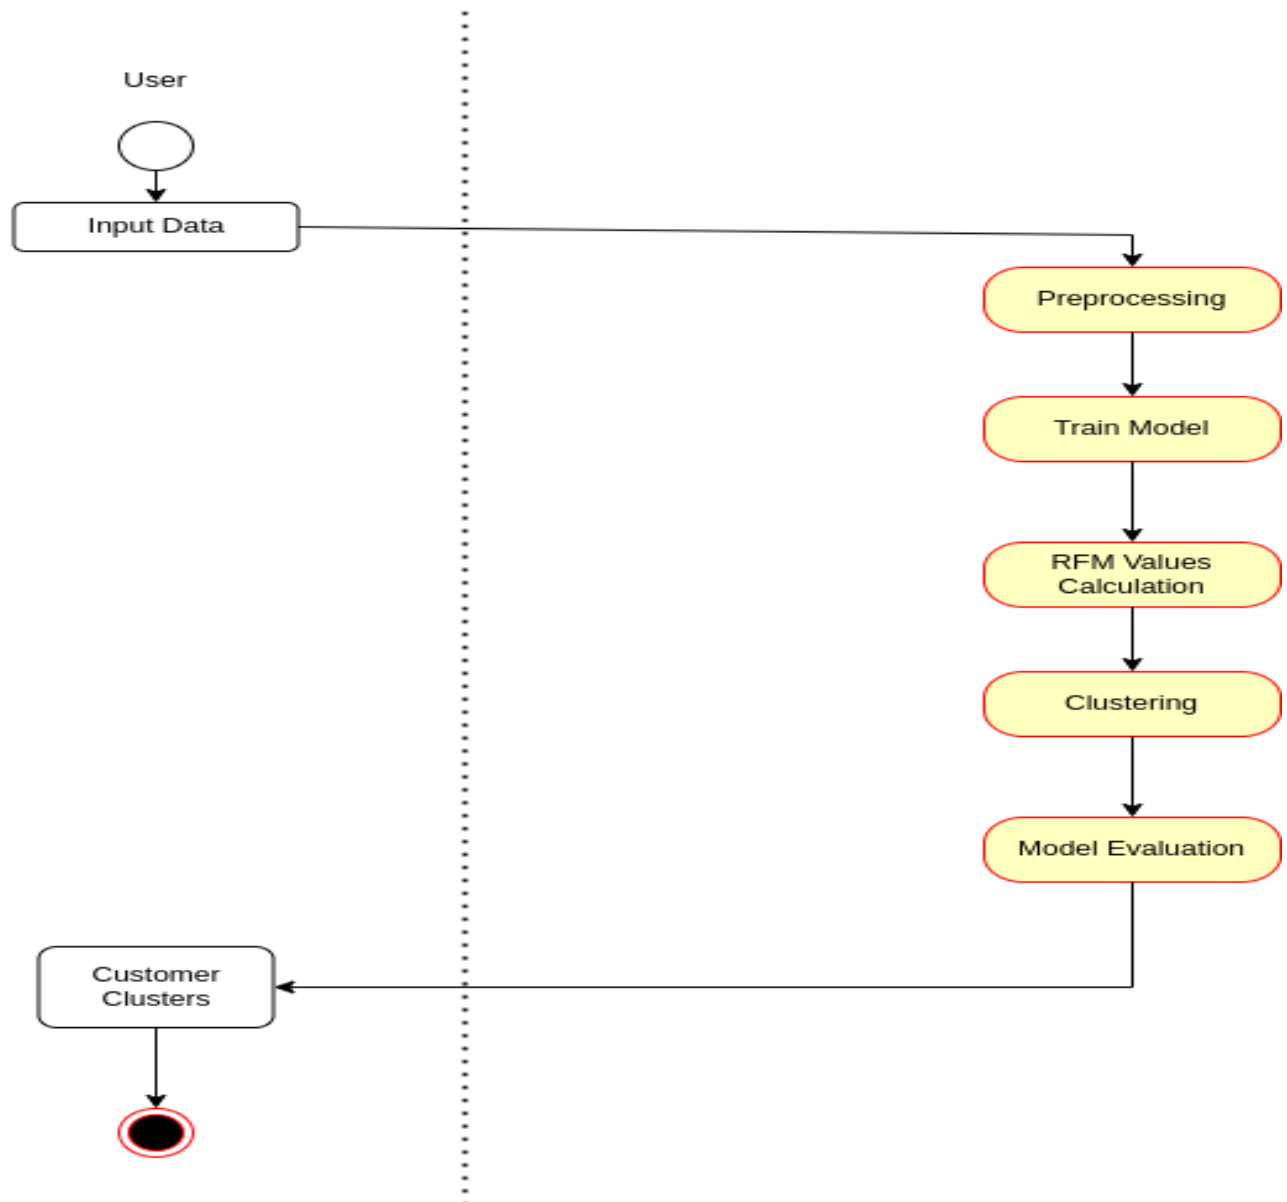 User
Input Data
Preprocessing
Train Model
RFM Values
Calculation
Clustering
Model Evaluation
Customer
Clusters